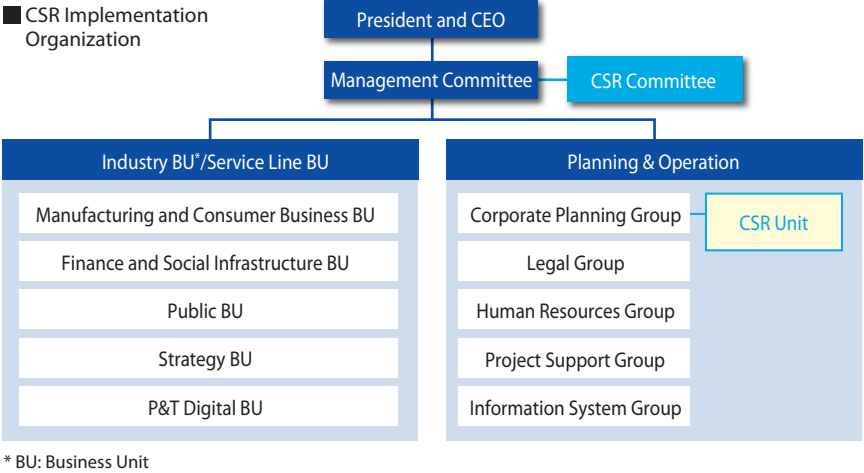 ■ CSR Implementation
Organization
President and CEO
Management Committee
CSR Committee
Industry BU*/Service Line BU
Manufacturing and Consumer Business BU
Finance and Social Infrastructure BU
Public BU
Strategy BU
P&T Digital BU
Planning & Operation
Corporate Planning Group
CSR Unit
Legal Group
Human Resources Group
Project Support Group
Information System Group
* BU: Business Unit